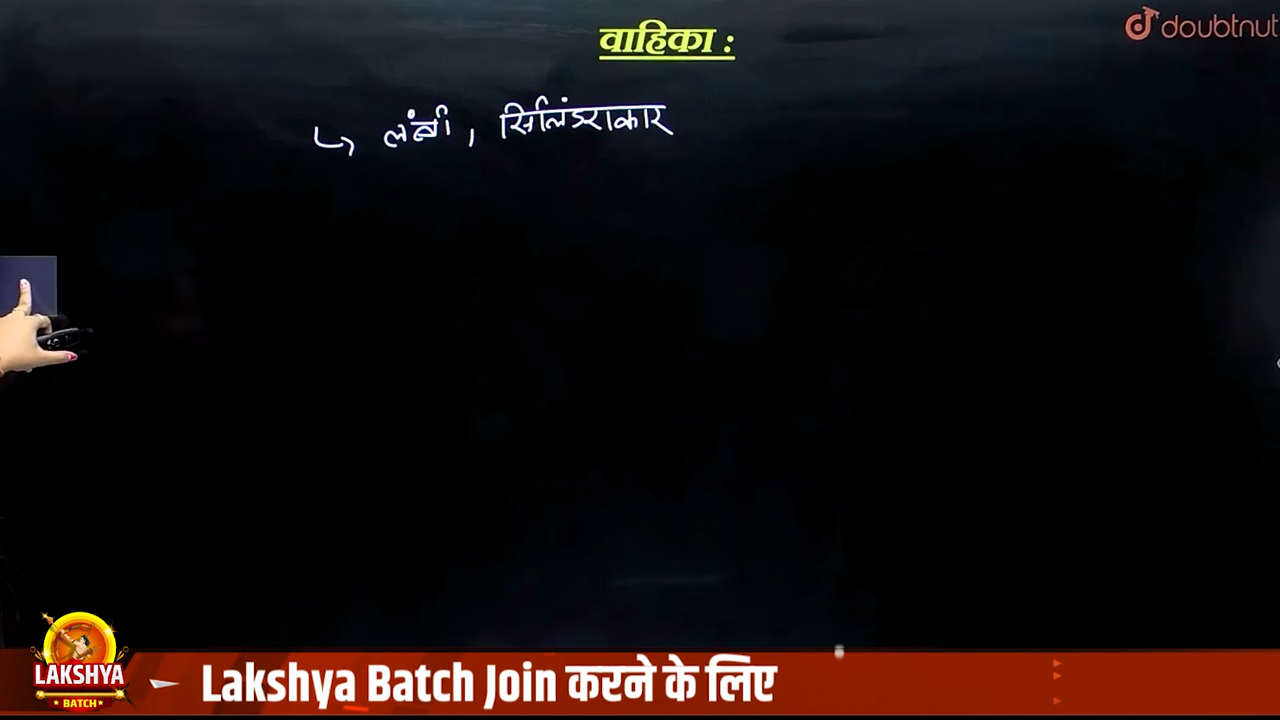 वाहिका :
doubtnut
↳ लंबी , सिलिंडराकार
LAKSHYA
BATCH
Lakshya Batch Join करने के लिए